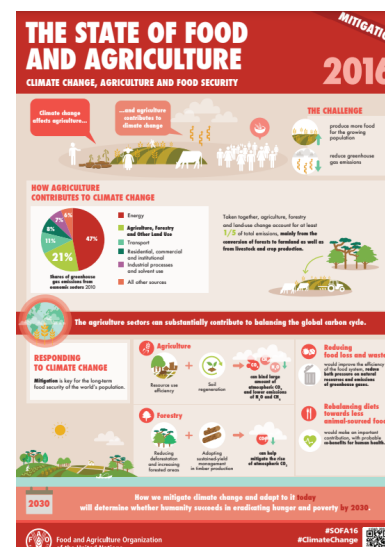 MITIGATIO
THE STATE OF FOOD
AND AGRICULTURE
CLIMATE CHANGE, AGRICULTURE AND FOOD SECURITY
2016
Climate change
affects agriculture...
...and agriculture
contributes to
climate change
THE CHALLENGE
produce more food
for the growing
population
reduce greenhouse
gas emissions
HOW AGRICULTURE
CONTRIBUTES TO CLIMATE CHANGE
6%
7%
8%
11%
21%
47%
Energy
Agriculture, Forestry
and Other Land Use
Transport
Residential, commercial
and institutional
Industrial processes
and solvent use
All other sources
Shares of greenhouse
gas emissions from
economic sectors 2010
Taken together, agriculture, forestry
and land-use change account for at least
1/5 of total emissions, mainly from the
conversion of forests to farmland as well as
from livestock and crop production.
The agriculture sectors can substantially contribute to balancing the global carbon cycle.
RESPONDING
TO CLIMATE CHANGE
Mitigation is key for the long-term
food security of the world's population.
Agriculture
Resource use
efficiency
+
Soil
regeneration
can bind large
amount of
atmospheric CO2
and lower emissions
of N2O and CH4
Forestry
Reducing
deforestation
and increasing
forested areas
+
Adopting
sustained-yield
management
in timber production
CO2
can help
mitigate the rise
of atmospheric CO2
Reducing
food loss and waste
would improve the efficiency
of the food system, reduce
both pressure on natural
resources and emissions
of greenhouse gases.
Rebalancing diets
towards less
animal-sourced food
would make an important
contribution, with probable
co-benefits for human health.
2030
How we mitigate climate change and adapt to it today
will determine whether humanity succeeds in eradicating hunger and poverty by 2030.
Food and Agriculture Organization
of the United Nations
#SOFA16
#ClimateChange